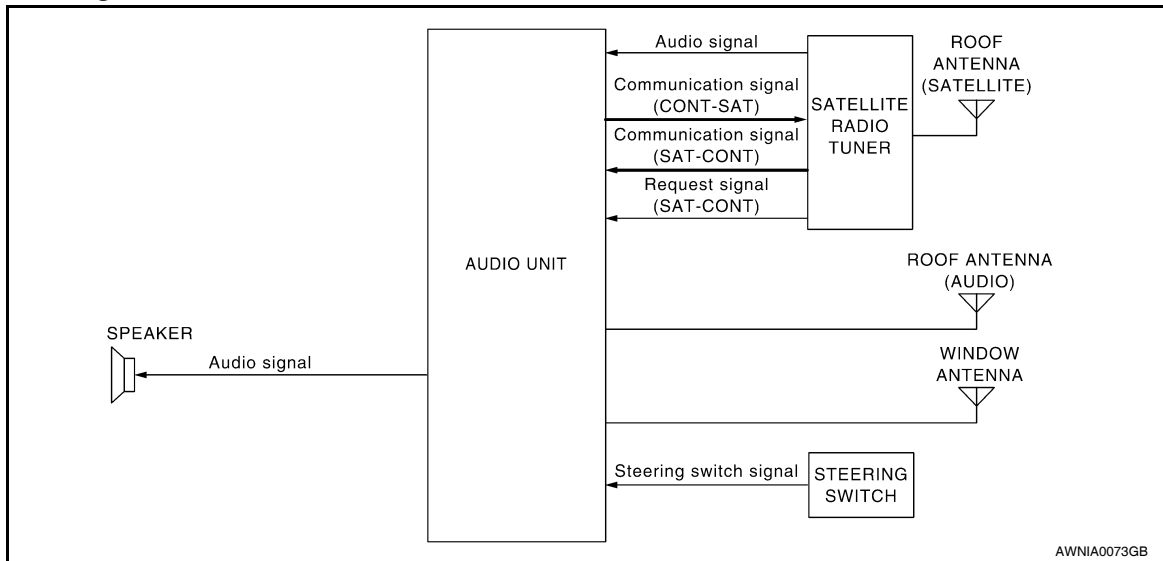 Audio signal
ROOF
ANTENNA
(SATELLITE)
Communication signal
(CONT-SAT)
SATELLITE
RADIO
TUNER
Communication signal
(SAT-CONT)
Request signal
(SAT-CONT)
AUDIO UNIT
ROOF ANTENNA
(AUDIO)
SPEAKER
Audio signal
WINDOW
ANTENNA
Steering switch signal
STEERING
SWITCH
AWNIA0073GB